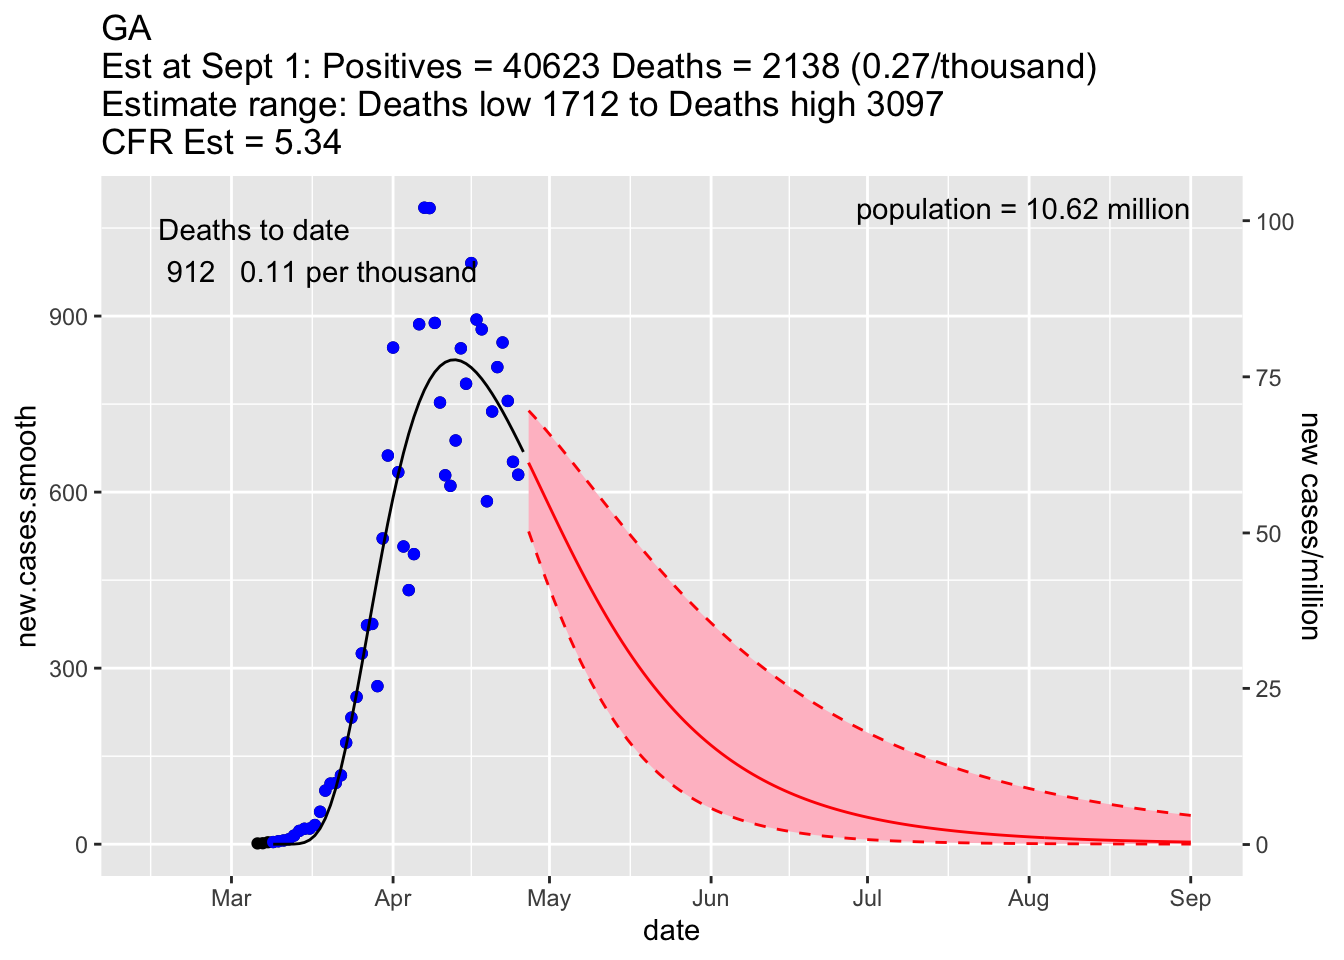 GA
Est at Sept 1: Positives = 40623 Deaths = 2138 (0.27/thousand)
Estimate range: Deaths low 1712 to Deaths high 3097
CFR Est = 5.34
Deaths to date
912 0.11 per thousand
population = 10.62 million
900
600
300
0
new.cases.smooth
100
75
50
25
0
new cases/million
Mar Apr May Jun Jul Aug Sep
date